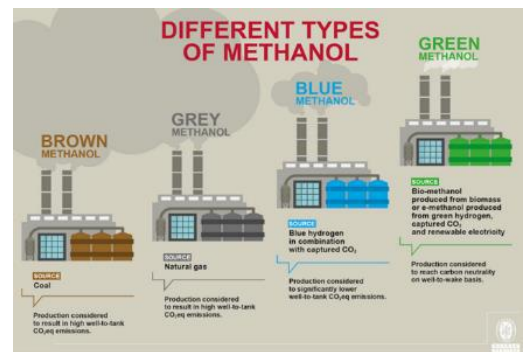 DIFFERENT TYPES
OF METHANOL
BROWN
METHANOL
SOURCE
Coal
Production considered
to result in high well-to-tank
CO₂eq emissions.
GREY
METHANOL
SOURCE
Natural gas
Production considered
to result in high well-to-tank
CO₂eq emissions.
BLUE
METHANOL
SOURCE
Blue hydrogen
in combination
with captured CO₂
Production considered
to significantly lower
well-to-tank CO₂eq emissions.
GREEN
METHANOL
SOURCE
Bio-methanol
produced from biomass
or e-methanol produced
from green hydrogen,
captured CO₂
and renewable electricity
Production considered
to reach carbon neutrality
on well-to-wake basis.